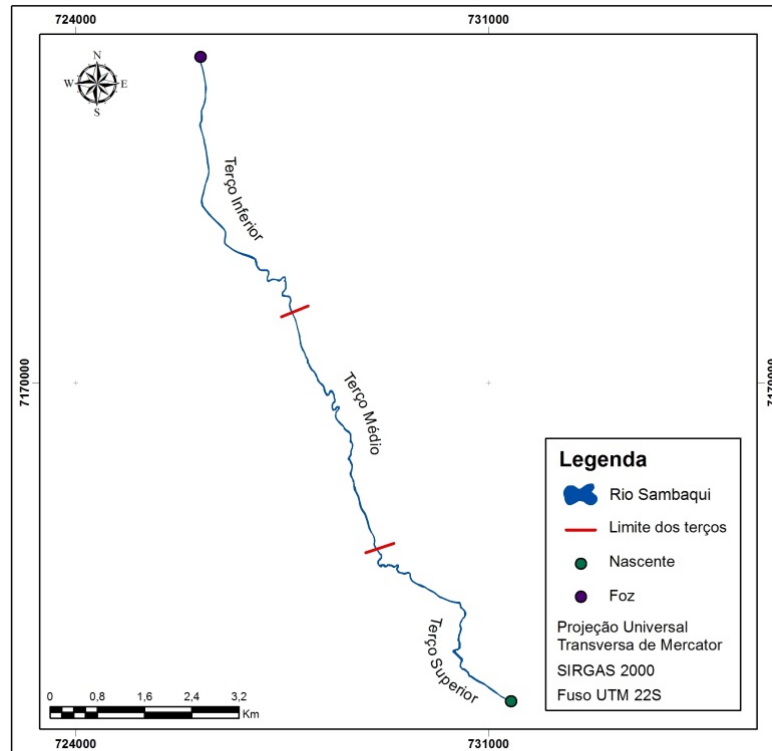 724000 731000
N
W E
S
Terço Inferior
7170000
Terço Médio
Terço Superior
Legenda
Rio Sambaqui
Limite dos terços
Nascente
Foz
Projeção Universal
Transversa de Mercator
SIRGAS 2000
Fuso UTM 22S
0 0,8 1,6 2,4 3,2
Km
724000 731000